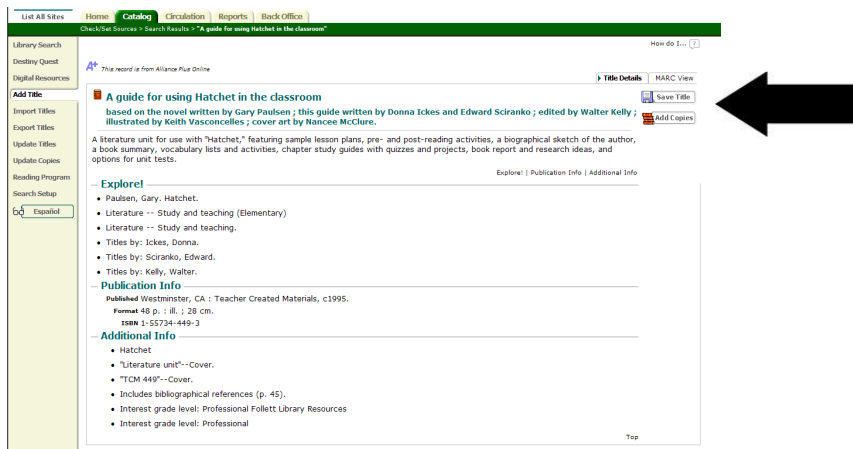 List All Sites
Home Catalog Circulation Reports Back Office
Check/Set Sources > Search Results > "A guide for using Hatchet in the classroom"
Library Search
Destiny Quest
Digital Resources
Add Title
Import Titles
Export Titles
Update Titles
Update Copies
Reading Program
Search Setup
Español
How do I... ?
A+ This record is from Alliance Plus Online
Title Details MARC View
A guide for using Hatchet in the classroom
Save Title
based on the novel written by Gary Paulsen ; this guide written by Donna Ickes and Edward Sciranko ; edited by Walter Kelly ;
illustrated by Keith Vasconcelles ; cover art by Nancee McClure.
Add Copies
A literature unit for use with "Hatchet," featuring sample lesson plans, pre- and post-reading activities, a biographical sketch of the author,
a book summary, vocabulary lists and activities, chapter study guides with quizzes and projects, book report and research ideas, and
options for unit tests.
Explore! | Publication Info | Additional Info
Explore!
• Paulsen, Gary. Hatchet.
• Literature -- Study and teaching (Elementary)
• Literature -- Study and teaching.
• Titles by: Ickes, Donna.
• Titles by: Sciranko, Edward.
• Titles by: Kelly, Walter.
Publication Info
Published Westminster, CA : Teacher Created Materials, c1995.
Format 48 p. : ill. ; 28 cm.
ISBN 1-55734-449-3
Additional Info
• Hatchet
• "Literature unit"--Cover.
• "TCM 449"--Cover.
• Includes bibliographical references (p. 45).
• Interest grade level: Professional Follett Library Resources
• Interest grade level: Professional
Top